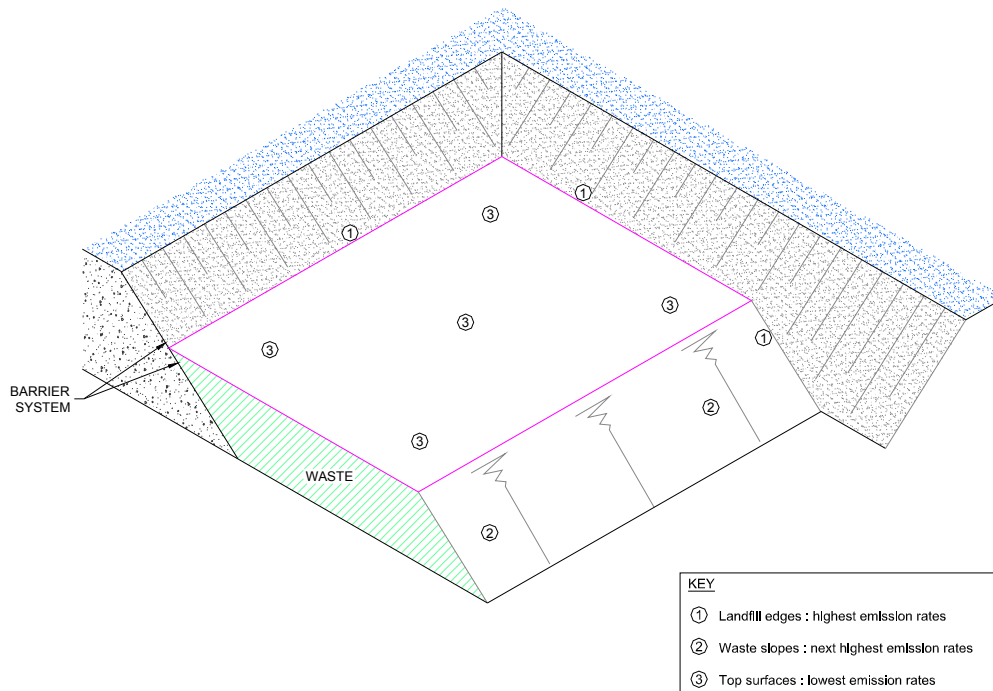 1
1
3
3
3
3
1
BARRIER
SYSTEM
2
3
WASTE
2
KEY
1 Landfill edges : highest emission rates
2 Waste slopes : next highest emission rates
3 Top surfaces : lowest emission rates